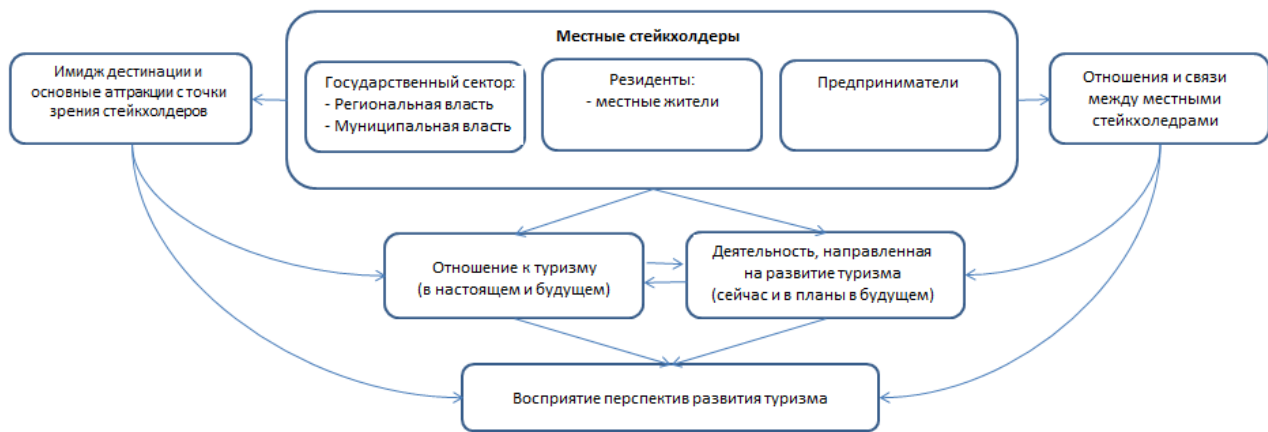 Местные стейкхолдеры
Имидж дестинации и
основные аттракции с точки
зрения стейкхолдеров
Государственный сектор:
- Региональная власть
- Муниципальная власть
Резиденты:
- местные жители
Предприниматели
Отношения и связи
между местными
стейкхоледрами
Отношение к туризму
(в настоящем и будущем)
Деятельность, направленная
на развитие туризма
(сейчас и в планы в будущем)
Восприятие перспектив развития туризма